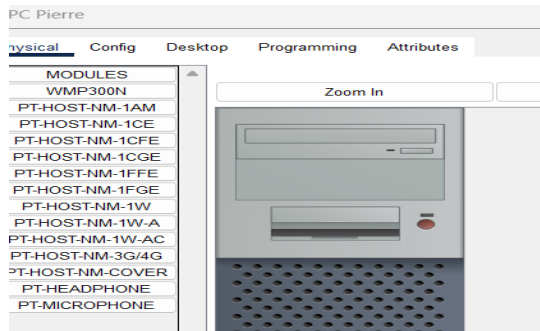 PC Pierre
hysical Config Desktop Programming Attributes
MODULES
WMP300N
Zoom In
PT-HOST-NM-1AM
PT-HOST-NM-1CE
PT-HOST-NM-1CFE
PT-HOST-NM-1CGE
PT-HOST-NM-1FFE
PT-HOST-NM-1FGE
PT-HOST-NM-1W
PT-HOST-NM-1W-A
PT-HOST-NM-1W-AC
PT-HOST-NM-3G/4G
PT-HOST-NM-COVER
PT-HEADPHONE
PT-MICROPHONE